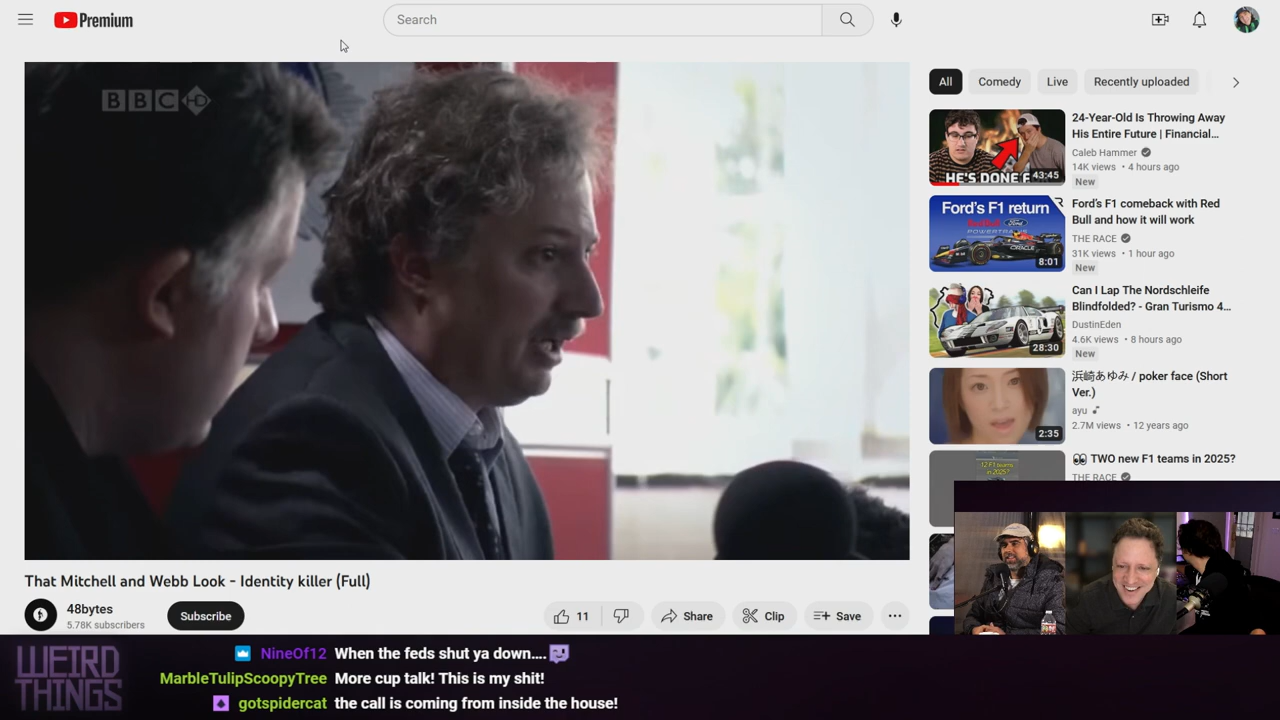 Premium
Search
BBC HD
All
Comedy
Live
Recently uploaded
HE'S DONE F
43:45
24-Year-Old Is Throwing Away
His Entire Future | Financial...
Caleb Hammer
14K views • 4 hours ago
New
Ford's F1 return
POWERTRAINS
ORACLE
8:01
Ford's F1 comeback with Red
Bull and how it will work
THE RACE
31K views • 1 hour ago
New
28:30
Can I Lap The Nordschleife
Blindfolded? - Gran Turismo 4...
DustinEden
4.6K views • 8 hours ago
New
2:35
浜崎あゆみ / poker face (Short
Ver.)
ayu
2.7M views • 12 years ago
12 F1 teams
in 2025?
👀 TWO new F1 teams in 2025?
THE RACE
That Mitchell and Webb Look - Identity killer (Full)
48bytes
5.78K subscribers
Subscribe
11
Share
Clip
Save
WEIRD
THINGS
NineOf12 When the feds shut ya down....
MarbleTulipScoopyTree More cup talk! This is my shit!
gotspidercat the call is coming from inside the house!